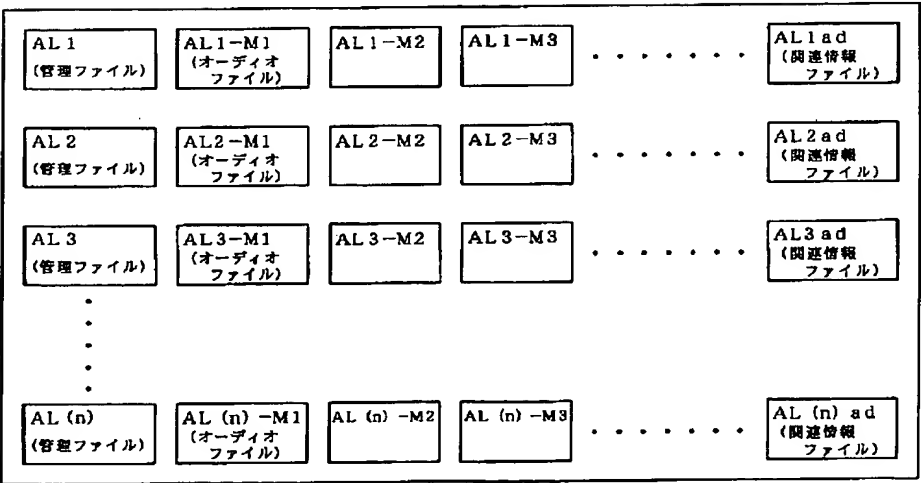 AL1
(管理ファイル)
AL1-M1
(オーディオ
ファイル)
AL1-M2
AL1-M3
・・・・・・・
AL1ad
(関連情報
ファイル)
AL2
(管理ファイル)
AL2-M1
(オーディオ
ファイル)
AL2-M2
AL2-M3
・・・・・・・
AL2ad
(関連情報
ファイル)
AL3
(管理ファイル)
AL3-M1
(オーディオ
ファイル)
AL3-M2
AL3-M3
・・・・・・・
AL3ad
(関連情報
ファイル)
AL(n)
(管理ファイル)
AL(n)-M1
(オーディオ
ファイル)
AL(n)-M2
AL(n)-M3
・・・・・・・
AL(n)ad
(関連情報
ファイル)